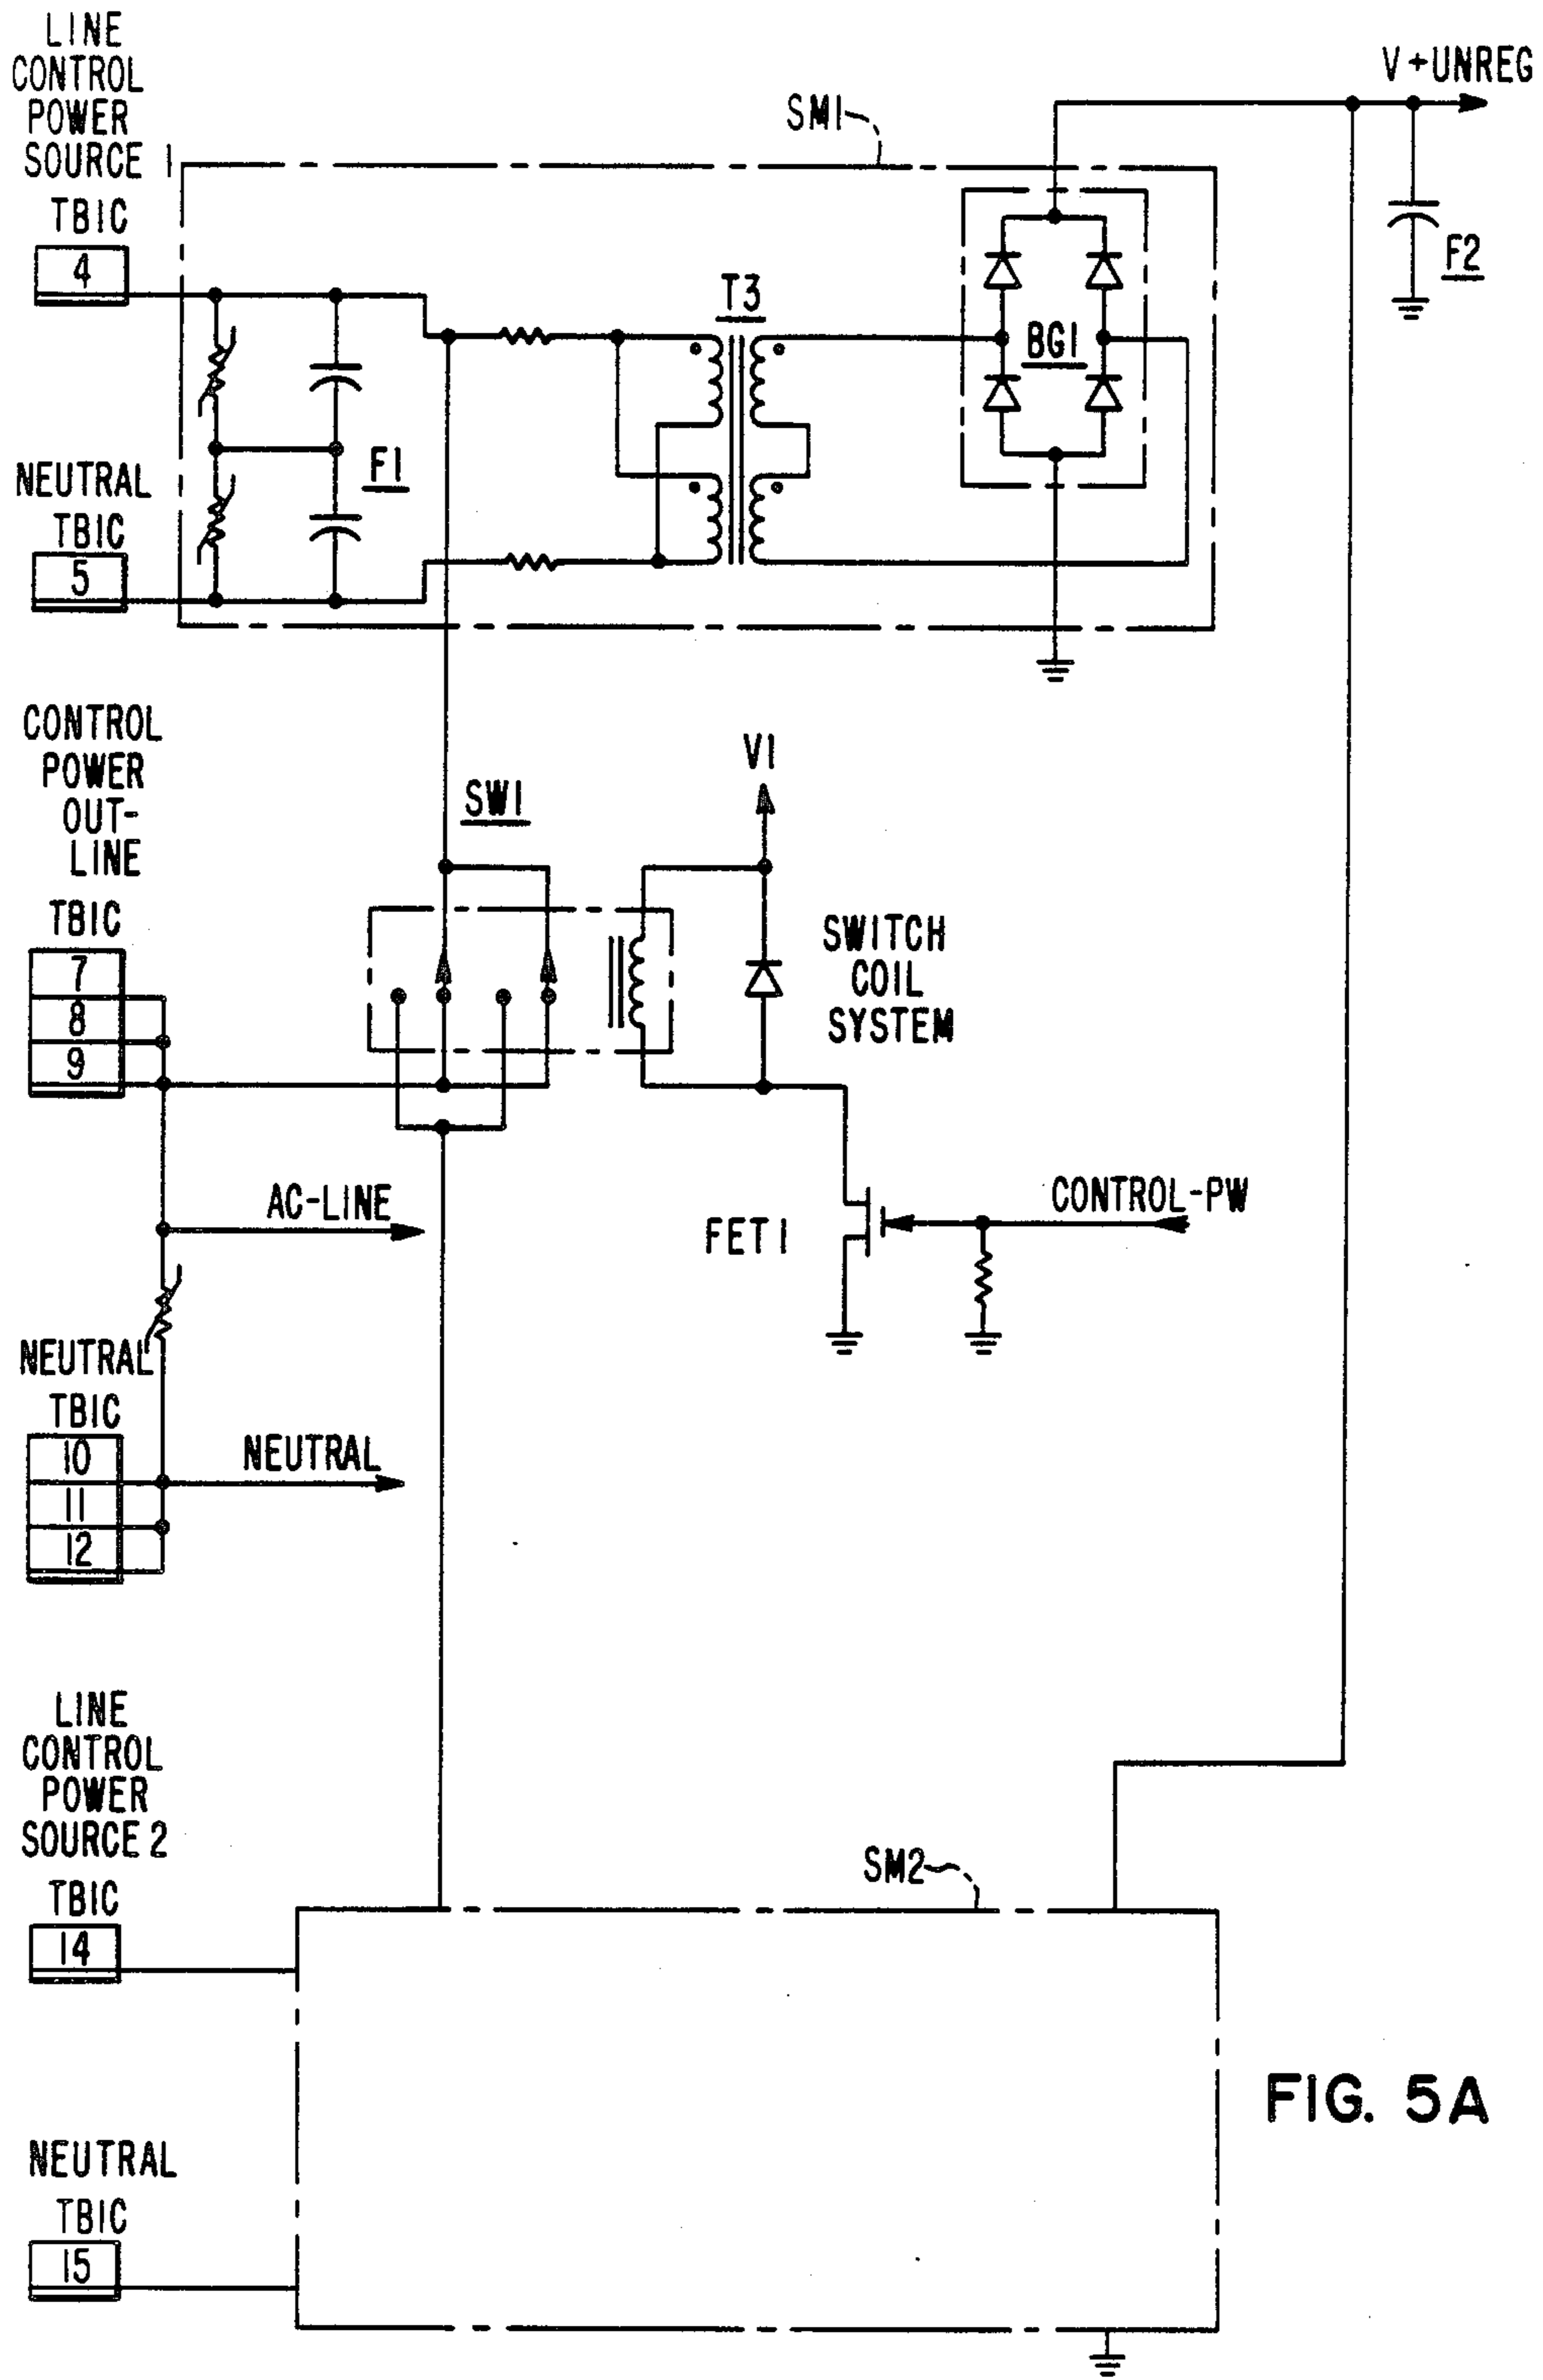 LINE
CONTROL
POWER
SOURCE 1
TB1C
4
NEUTRAL
TB1C
5
SM1
F1
T3
BG1
V+UNREG
F2
CONTROL
POWER
OUT-
LINE
TB1C
7
8
9
SW1
V1
SWITCH
COIL
SYSTEM
AC-LINE
FET1
CONTROL-PW
NEUTRAL
TB1C
10
11
12
NEUTRAL
LINE
CONTROL
POWER
SOURCE 2
TB1C
14
SM2
NEUTRAL
TB1C
15
FIG. 5A